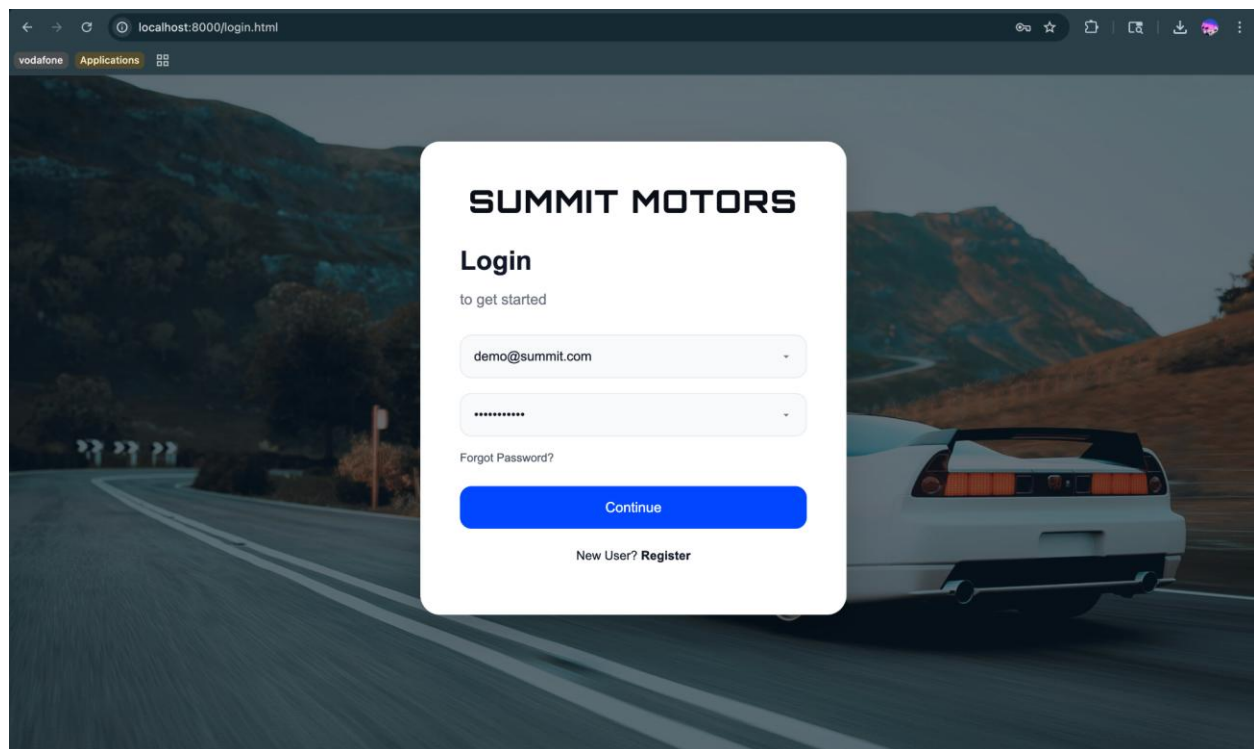 localhost:8000/login.html
vodafone Applications
SUMMIT MOTORS
Login
to get started
demo@summit.com
•••••••••••
Forgot Password?
Continue
New User? Register